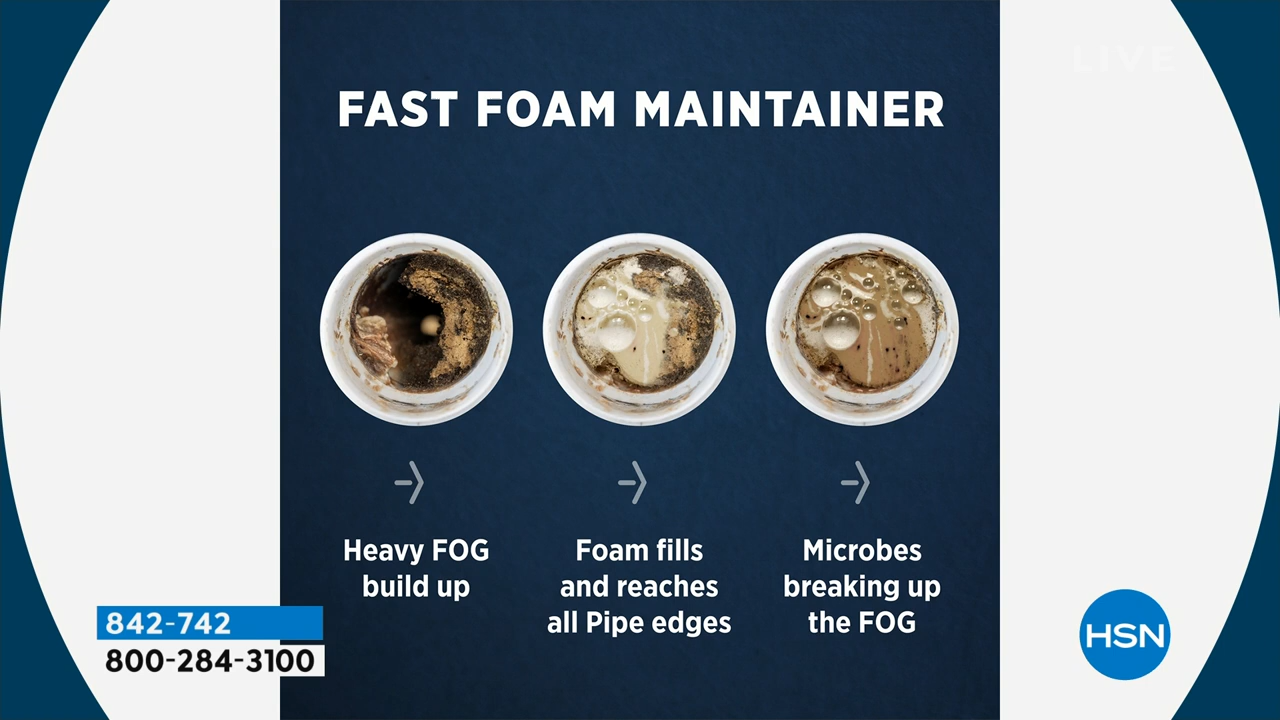 LIVE
FAST FOAM MAINTAINER
Heavy FOG
build up
Foam fills
and reaches
all Pipe edges
Microbes
breaking up
the FOG
842-742
800-284-3100
HSN